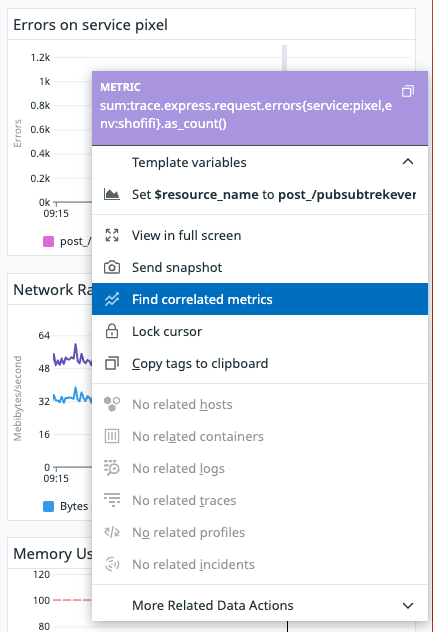 Errors on service pixel
1.2k
1k
0.8k
0.6k
0.4k
0.2k
0k
Errors
09:15
post_/
METRIC
sum:trace.express.request.errors{service:pixel,e
nv:shofifi}.as_count()
Template variables
Set $resource_name to post_/pubsubtrekever
View in full screen
Send snapshot
Find correlated metrics
Lock cursor
Copy tags to clipboard
No related hosts
No related containers
No related logs
No related traces
No related profiles
No related incidents
More Related Data Actions
Network Ra
64
48
32
16
0
Mebibytes/second
09:15
Bytes
Memory Us
120
100
80